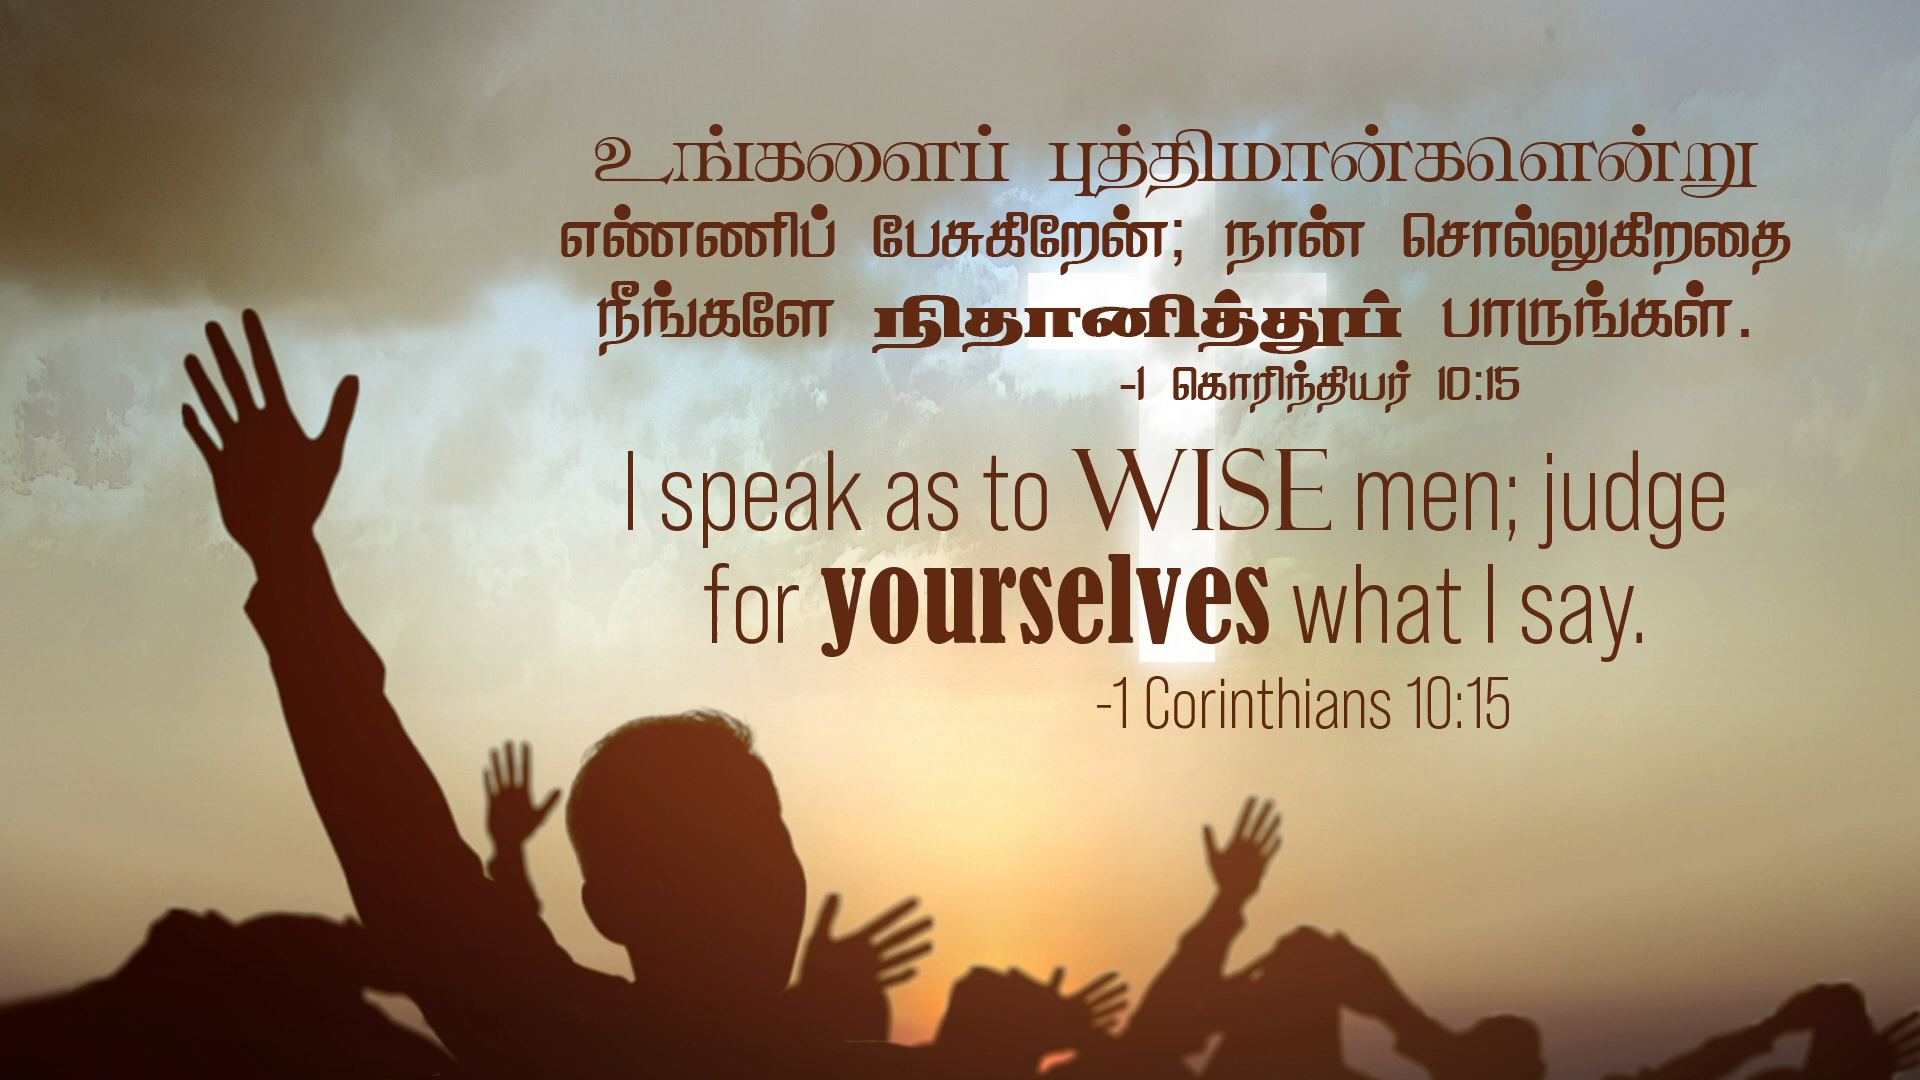 உங்களைப் புத்திமான்களென்று
எண்ணிப் பேசுகிறேன்; நான் சொல்லுகிறதை
நீங்களே நிதானித்துப் பாருங்கள்.
-1 கொரிந்தியர் 10:15
I speak as to WISE men; judge
for yourselves what I say.
-1 Corinthians 10:15